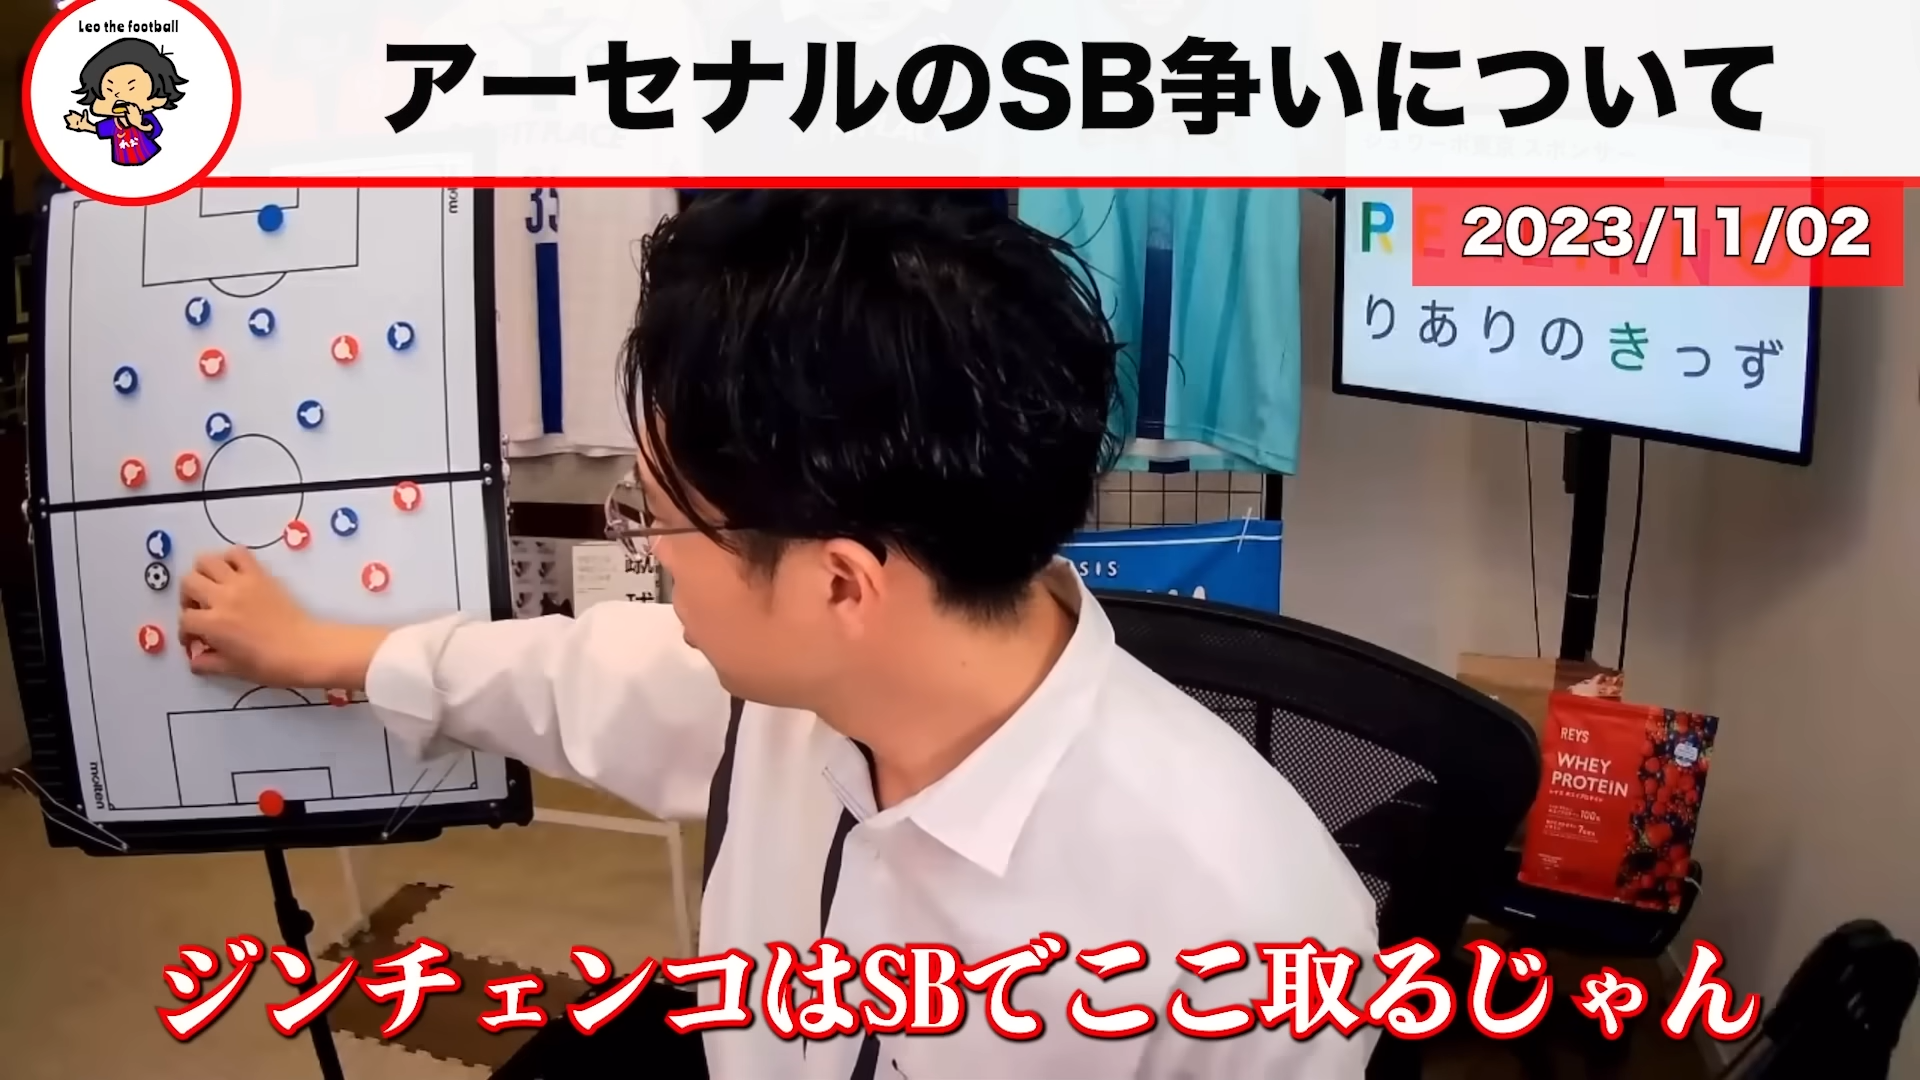 Leo the football
アーセナルのSB争いについて
2023/11/02
35
りありのきっず
SIS
REYS
WHEY
PROTEIN
molten
ジンチェンコはSBでここ取るじゃん